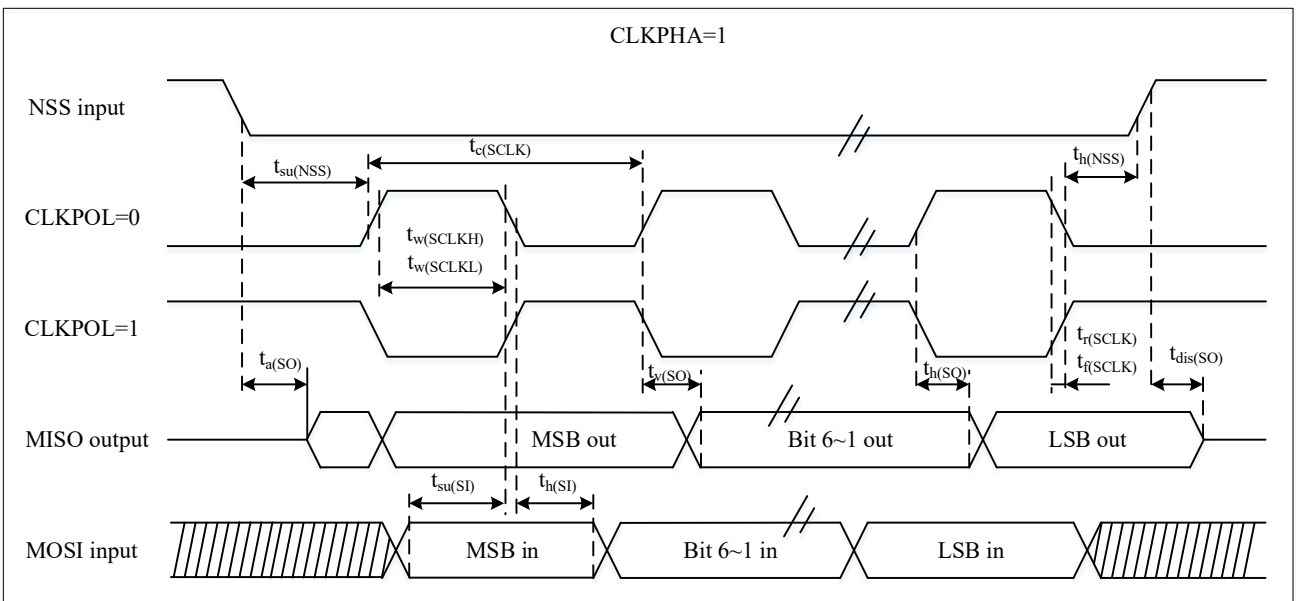 CLKPHA=1
NSS input
tc(SCLK)
tsu(NSS)
th(NSS)
CLKPOL=0
tw(SCLKH)
tw(SCLKL)
CLKPOL=1
tr(SCLK)
tf(SCLK)
ta(SO)
tv(SO)
th(SO)
tdis(SO)
MISO output
MSB out
Bit 6~1 out
LSB out
tsu(SI)
th(SI)
MOSI input
MSB in
Bit 6~1 in
LSB in